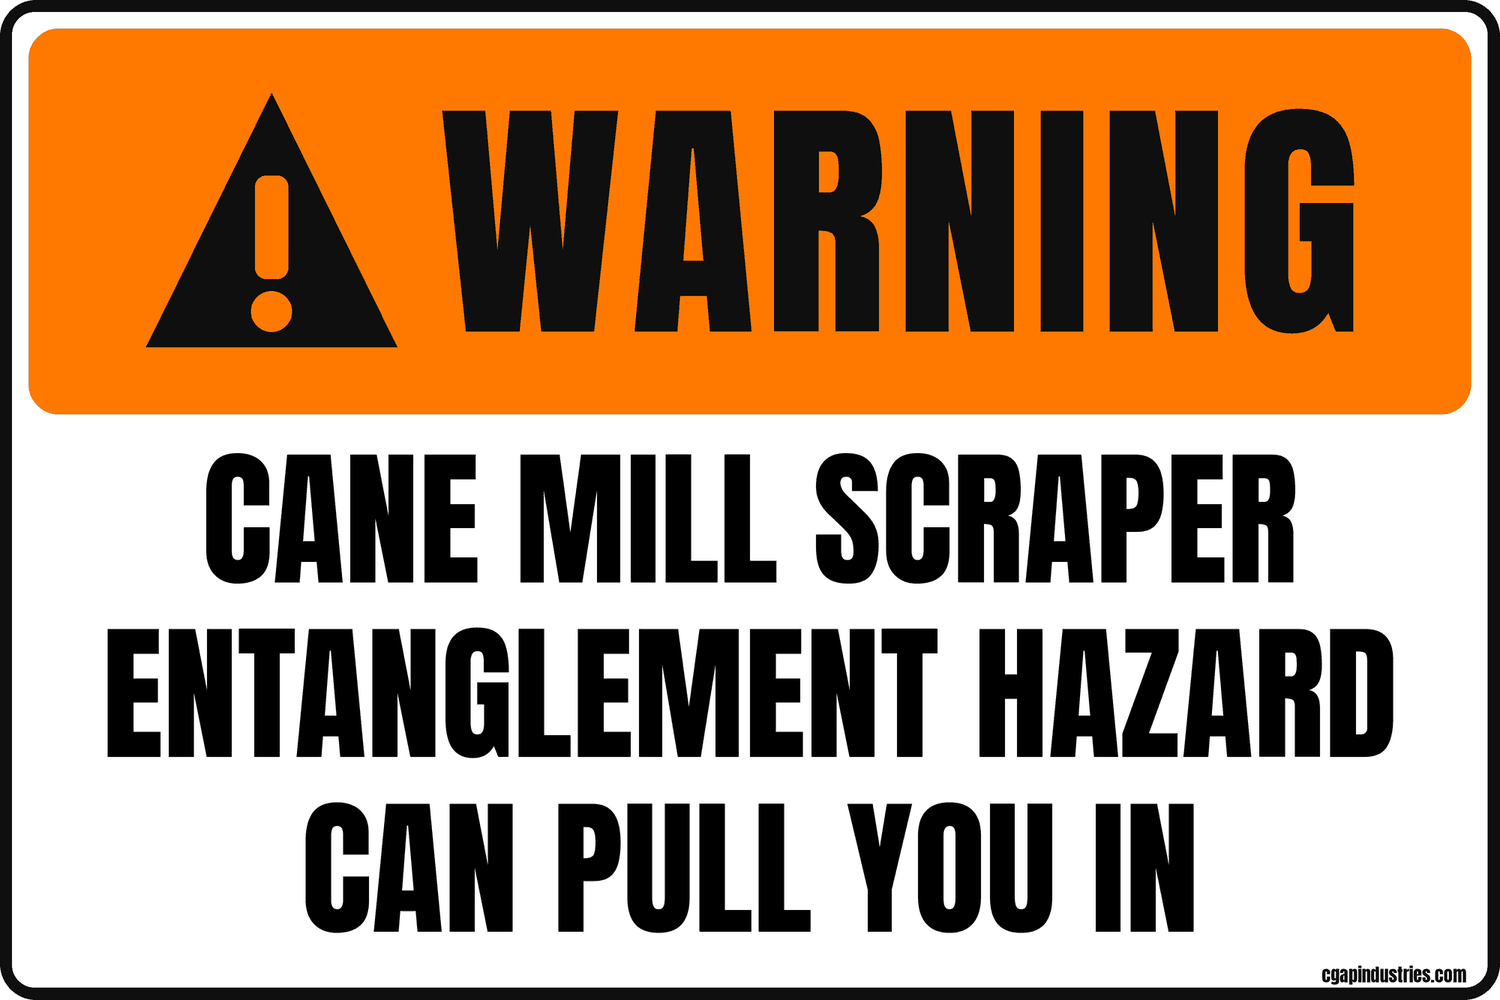 WARNING
CANE MILL SCRAPER
ENTANGLEMENT HAZARD
CAN PULL YOU IN
cgapindustries.com